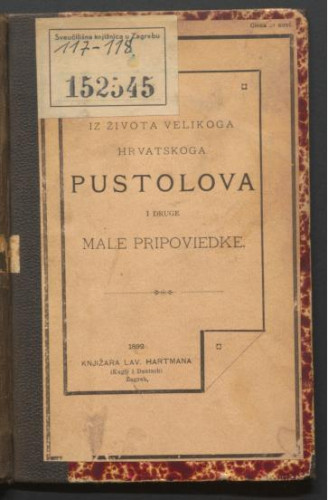 Sveučilišna knjižnica u Zagrebu
117-118
152545
IZ ŽIVOTA VELIKOGA
HRVATSKOGA
PUSTOLOVA
I DRUGE
MALE PRIPOVIEDKE.
1899.
KNJIŽARA LAV. HARTMANA
(Kugli i Deutsch)
Zagreb.